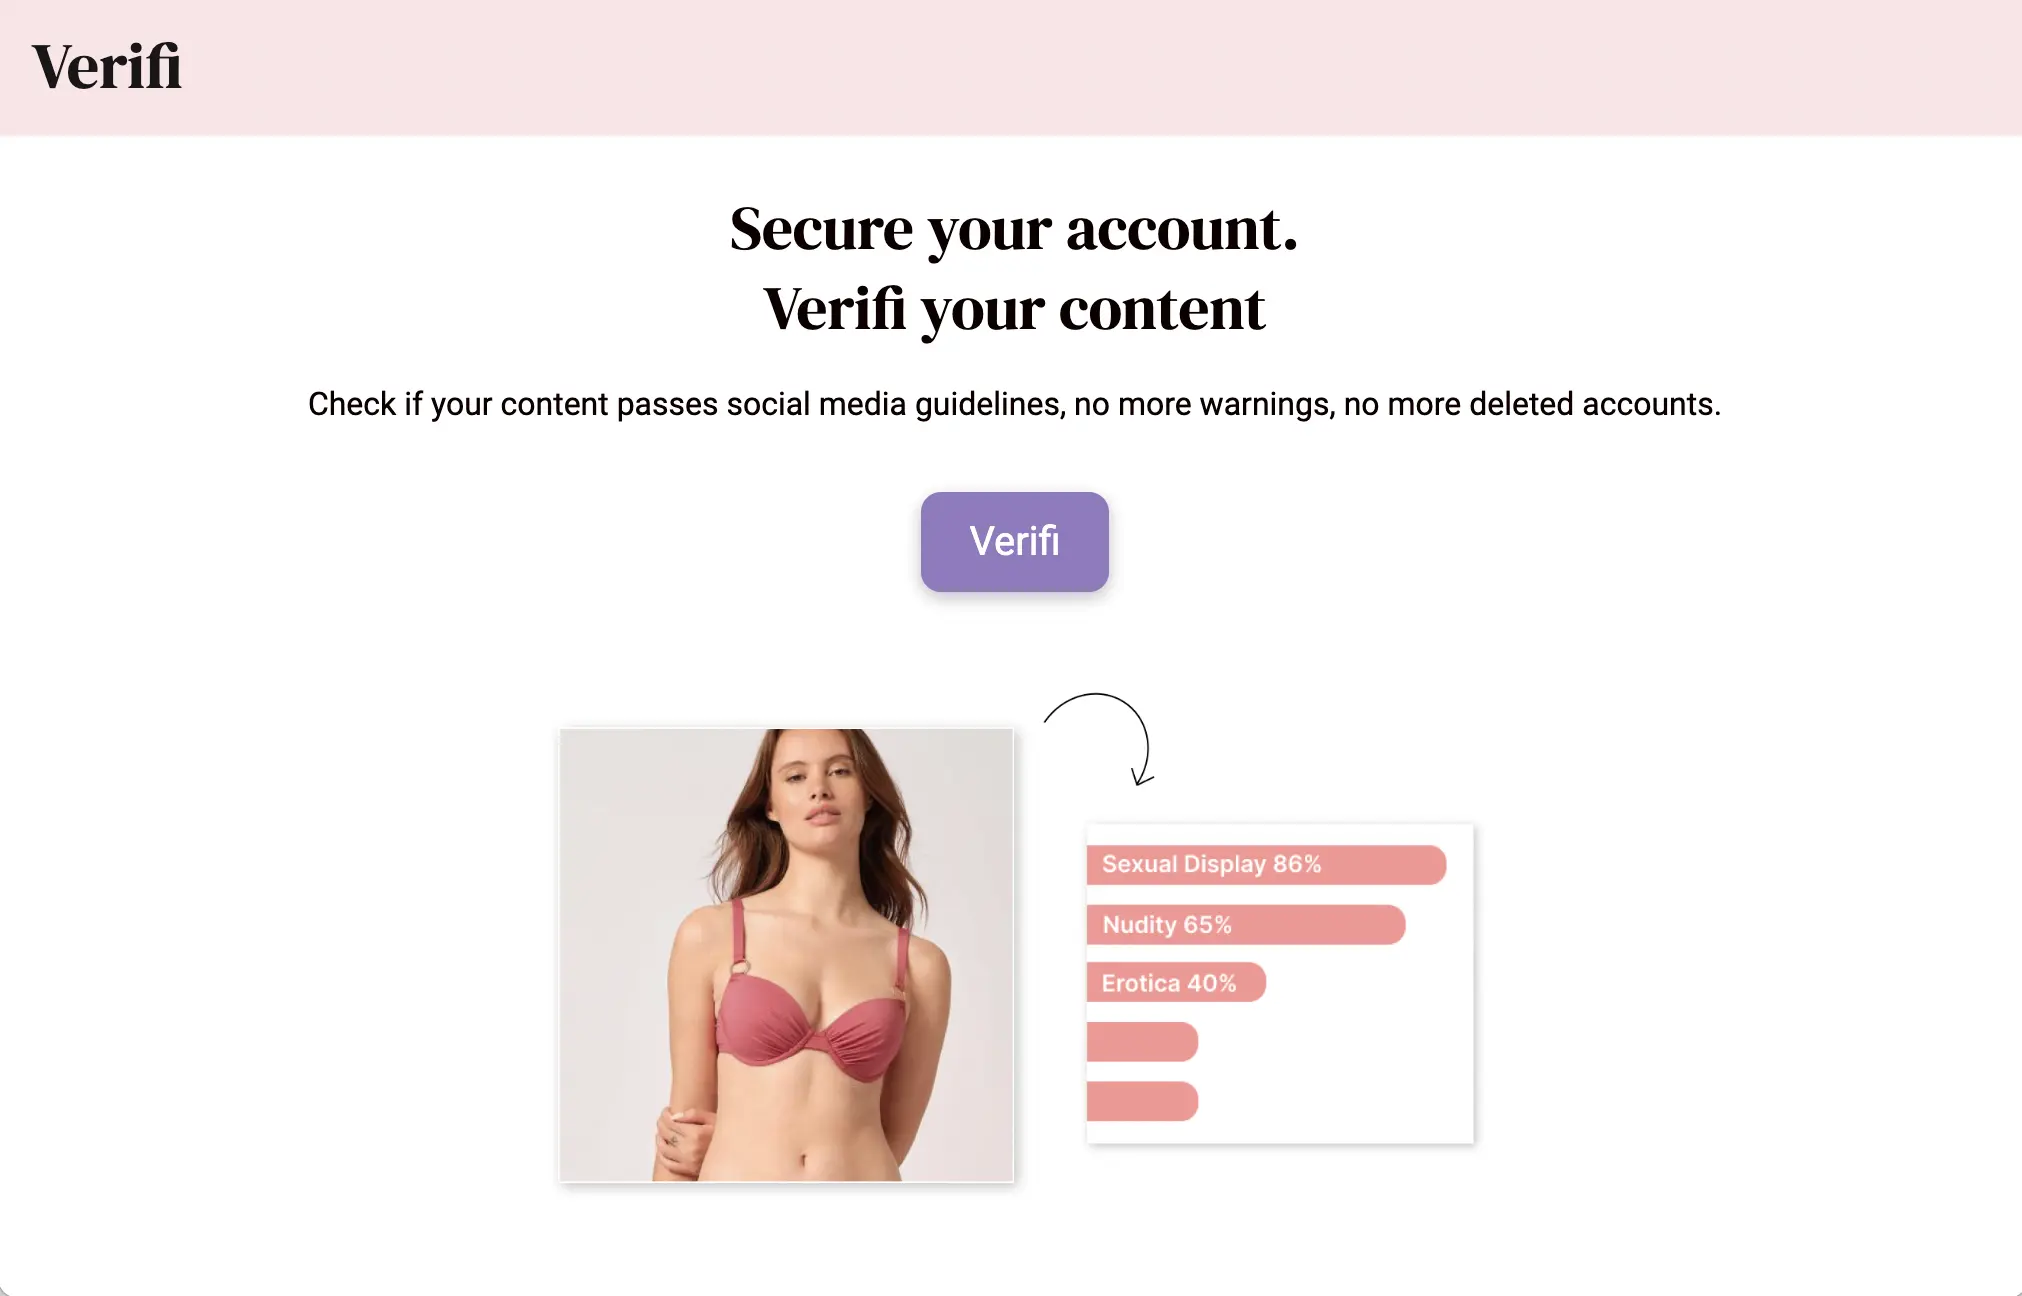 Verifi
Secure your account.
Verifi your content
Check if your content passes social media guidelines, no more warnings, no more deleted accounts.
Verifi
Sexual Display 86%
Nudity 65%
Erotica 40%